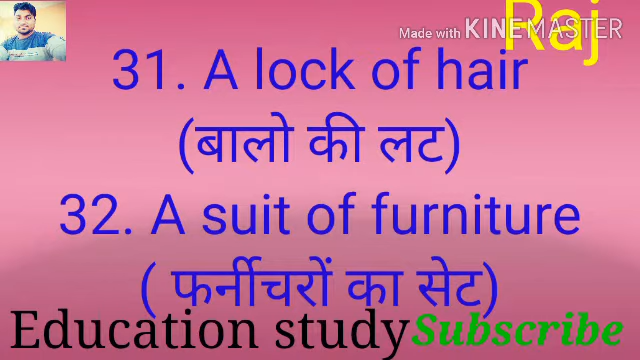 Raj
Made with KINEMASTER
31. A lock of hair
(बालो की लट)
32. A suit of furniture
( फर्नीचरों का सेट)
Education study Subscribe